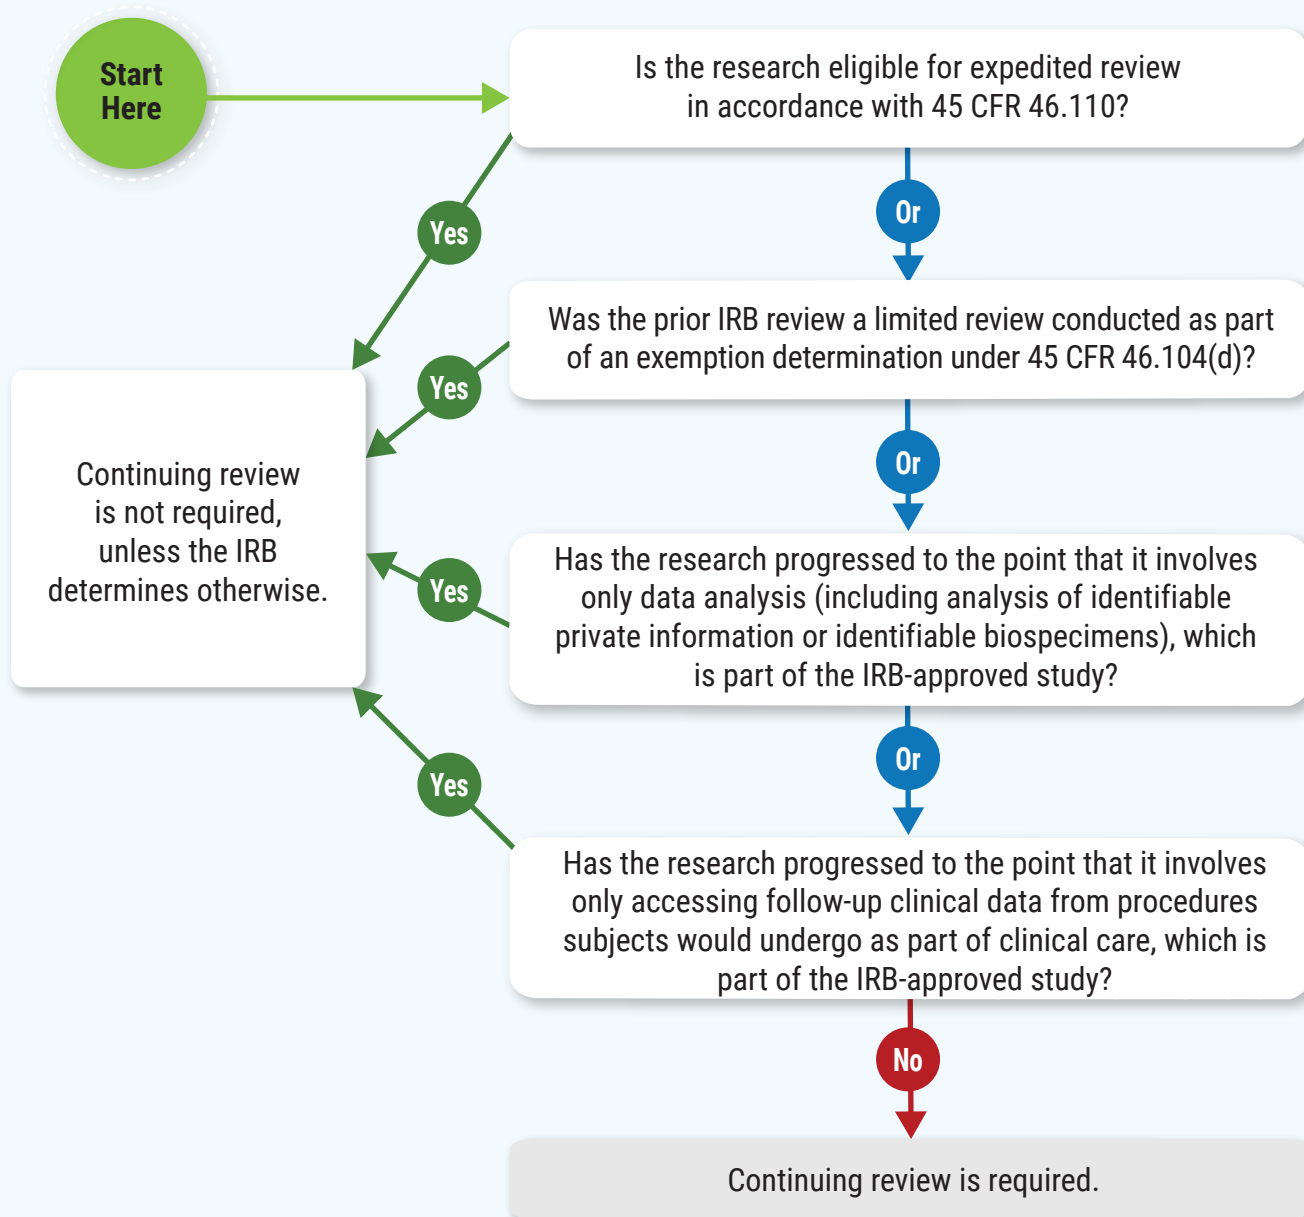 Start
Here
Is the research eligible for expedited review
in accordance with 45 CFR 46.110?
Yes
Or
Was the prior IRB review a limited review conducted as part
of an exemption determination under 45 CFR 46.104(d)?
Yes
Or
Continuing review
is not required,
unless the IRB
determines otherwise.
Has the research progressed to the point that it involves
only data analysis (including analysis of identifiable
private information or identifiable biospecimens), which
is part of the IRB-approved study?
Yes
Or
Yes
Has the research progressed to the point that it involves
only accessing follow-up clinical data from procedures
subjects would undergo as part of clinical care, which is
part of the IRB-approved study?
No
Continuing review is required.